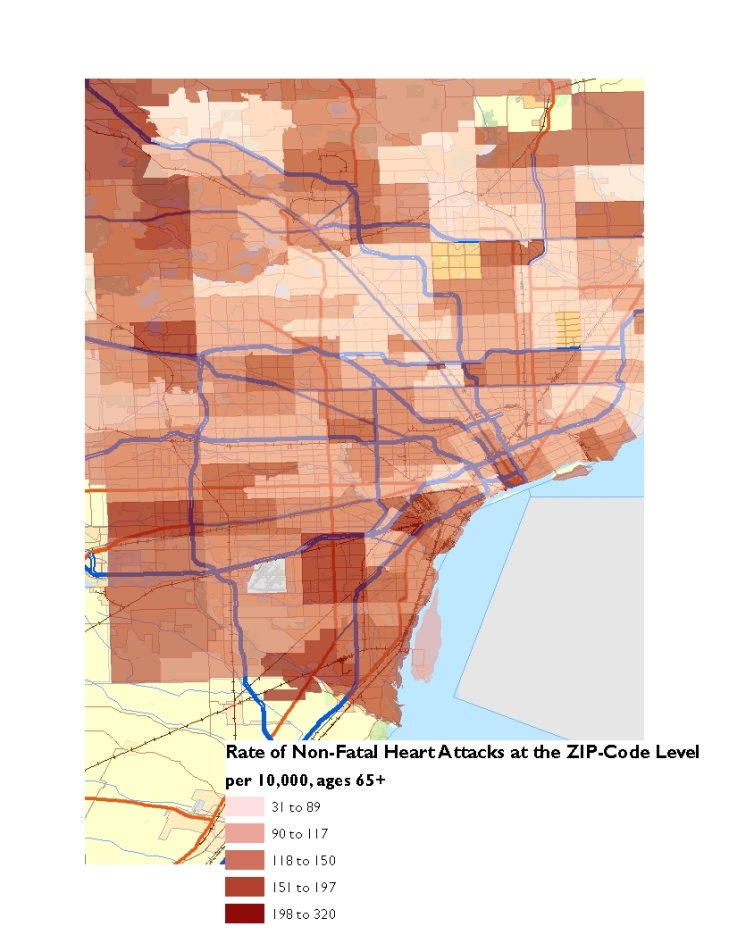 Rate of Non-Fatal Heart Attacks at the ZIP-Code Level
per 10,000, ages 65+
31 to 89
90 to 117
118 to 150
151 to 197
198 to 320